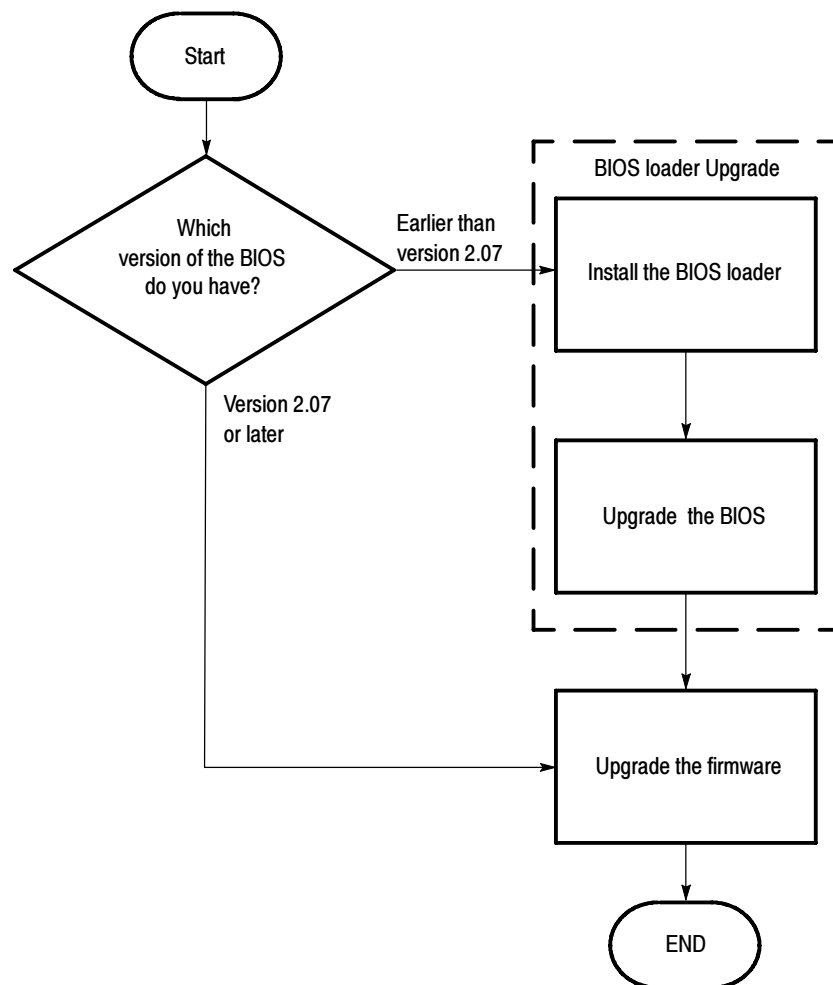 Start
Which
version of the BIOS
do you have?
Earlier than
version 2.07
BIOS loader Upgrade
Install the BIOS loader
Version 2.07
or later
Upgrade the BIOS
Upgrade the firmware
END